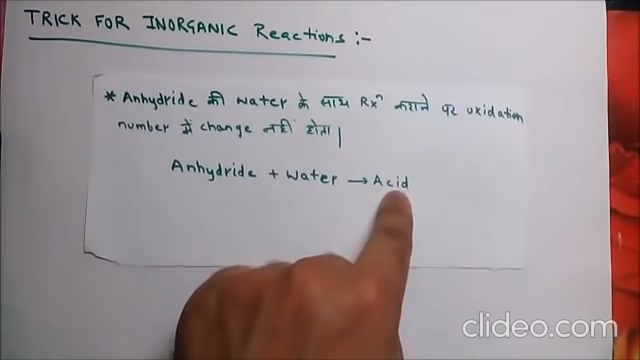 TRICK FOR INORGANIC Reactions :-
* Anhydride की water के साथ Rxⁿ कराने पर oxidation
number में change नहीं होता |
Anhydride + Water → Acid
clideo.com